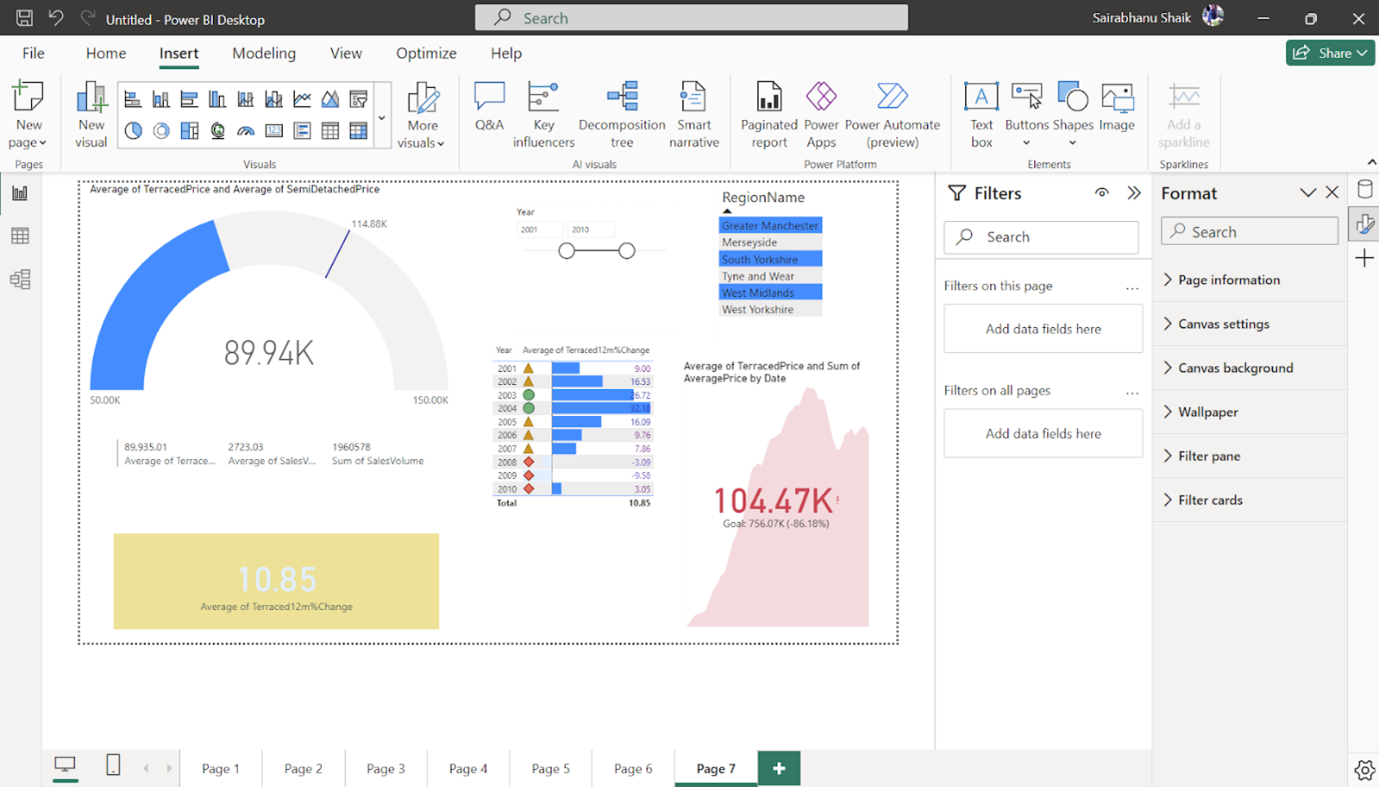 Untitled - Power BI Desktop
Search
Sairabhanu Shaik
File Home Insert Modeling View Optimize Help
Share
New page
New visual
More visuals
Q&A
Key influencers
Decomposition tree
Smart narrative
Paginated report
Power Apps
Power Automate (preview)
Text box
Buttons
Shapes
Image
Add a sparkline
Pages
Visuals
AI visuals
Power Platform
Elements
Sparklines
Average of TerracedPrice and Average of SemiDetachedPrice
114.88K
89.94K
50.00K
150.00K
89,935.01
Average of Terrace...
2723.03
Average of SalesV...
1960578
Sum of SalesVolume
10.85
Average of Terraced12m%Change
Year
2001 2010
RegionName
Greater Manchester
Merseyside
South Yorkshire
Tyne and Wear
West Midlands
West Yorkshire
Year Average of Terraced12m%Change
2001 9.00
2002 16.53
2003 26.72
2004 32.18
2005 16.09
2006 9.76
2007 7.86
2008 -3.09
2009 -9.58
2010 3.05
Total 10.85
Average of TerracedPrice and Sum of
AveragePrice by Date
104.47K!
Goal: 756.07K (-86.18%)
Filters
Search
Filters on this page ...
Add data fields here
Filters on all pages ...
Add data fields here
Format
Search
Page information
Canvas settings
Canvas background
Wallpaper
Filter pane
Filter cards
Page 1 Page 2 Page 3 Page 4 Page 5 Page 6 Page 7 +